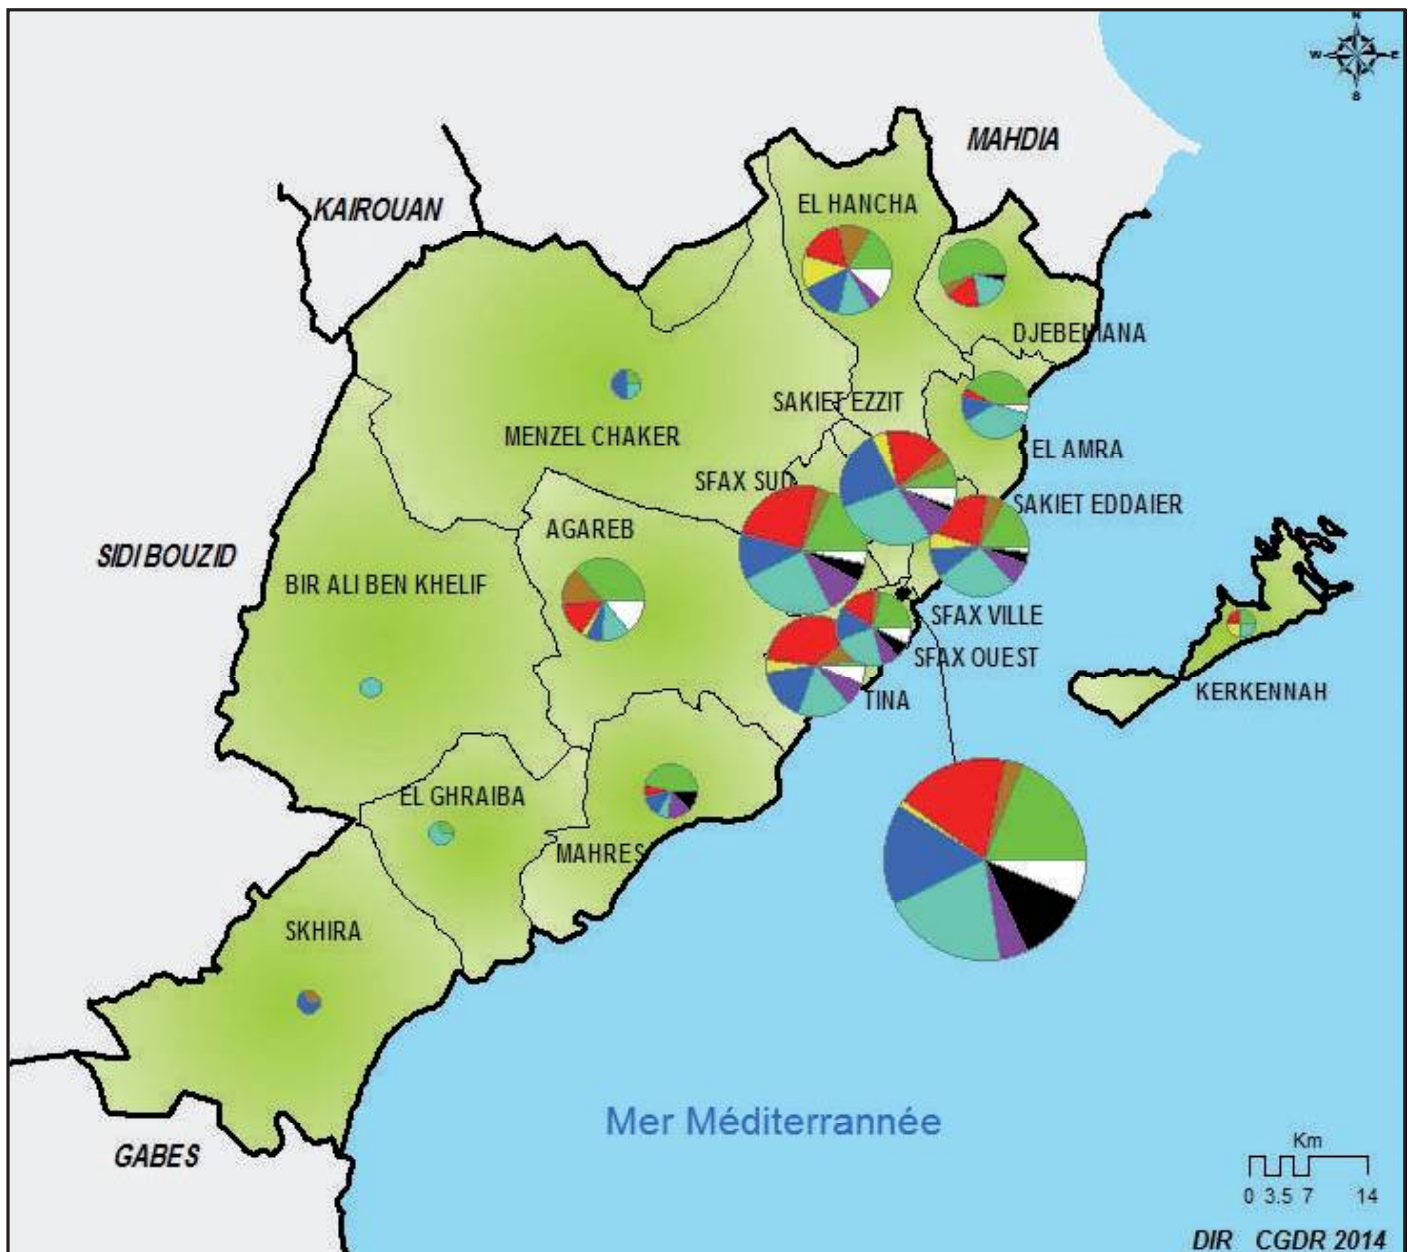 N
W E
S
MAHDIA
KAIROUAN
EL HANCHA
DJEBENIANA
SAKIET EZZIT
MENZEL CHAKER
EL AMRA
SFAX SUD
SAKIET EDDAIER
AGAREB
SIDI BOUZID
BIR ALI BEN KHELIF
SFAX VILLE
SFAX OUEST
KERKENNAH
TINA
EL GHRAIBA
MAHRES
SKHIRA
Mer Méditerrannée
GABES
Km
0 3.5 7 14
DIR CGDR 2014